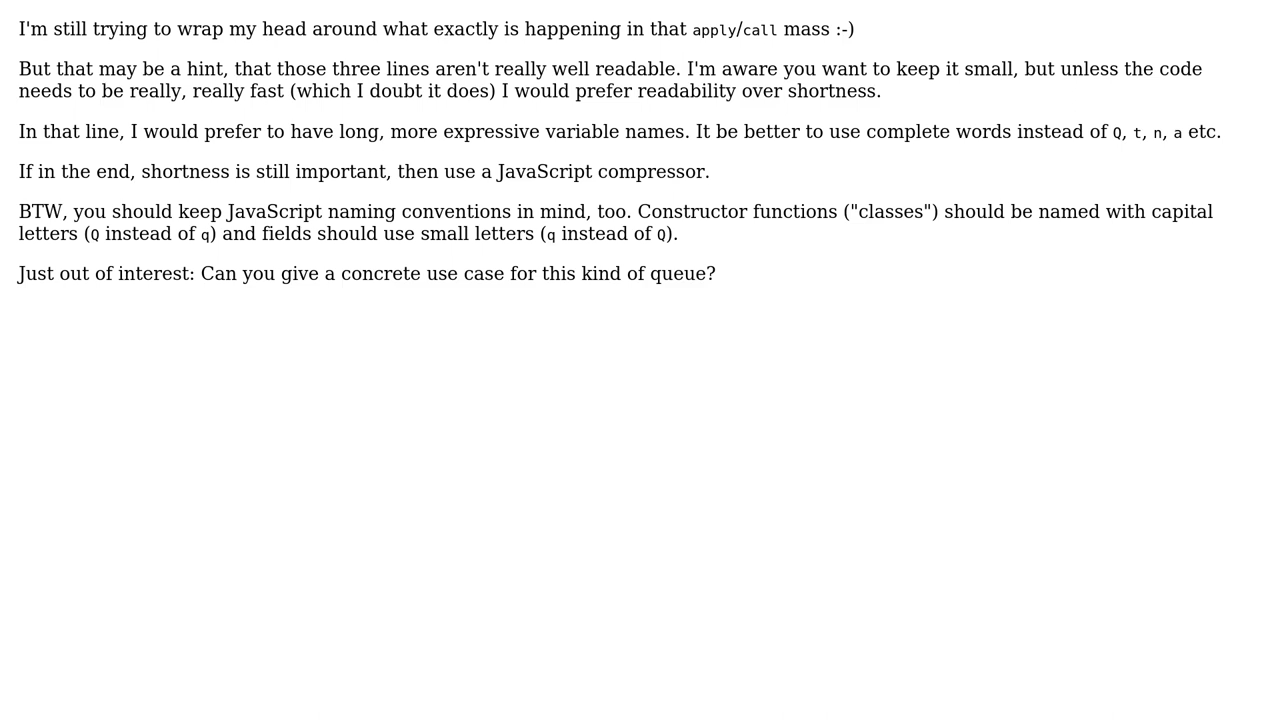 I'm still trying to wrap my head around what exactly is happening in that apply/call mass :-)
But that may be a hint, that those three lines aren't really well readable. I'm aware you want to keep it small, but unless the code
needs to be really, really fast (which I doubt it does) I would prefer readability over shortness.
In that line, I would prefer to have long, more expressive variable names. It be better to use complete words instead of Q, t, n, a etc.
If in the end, shortness is still important, then use a JavaScript compressor.
BTW, you should keep JavaScript naming conventions in mind, too. Constructor functions ("classes") should be named with capital
letters (Q instead of q) and fields should use small letters (q instead of Q).
Just out of interest: Can you give a concrete use case for this kind of queue?